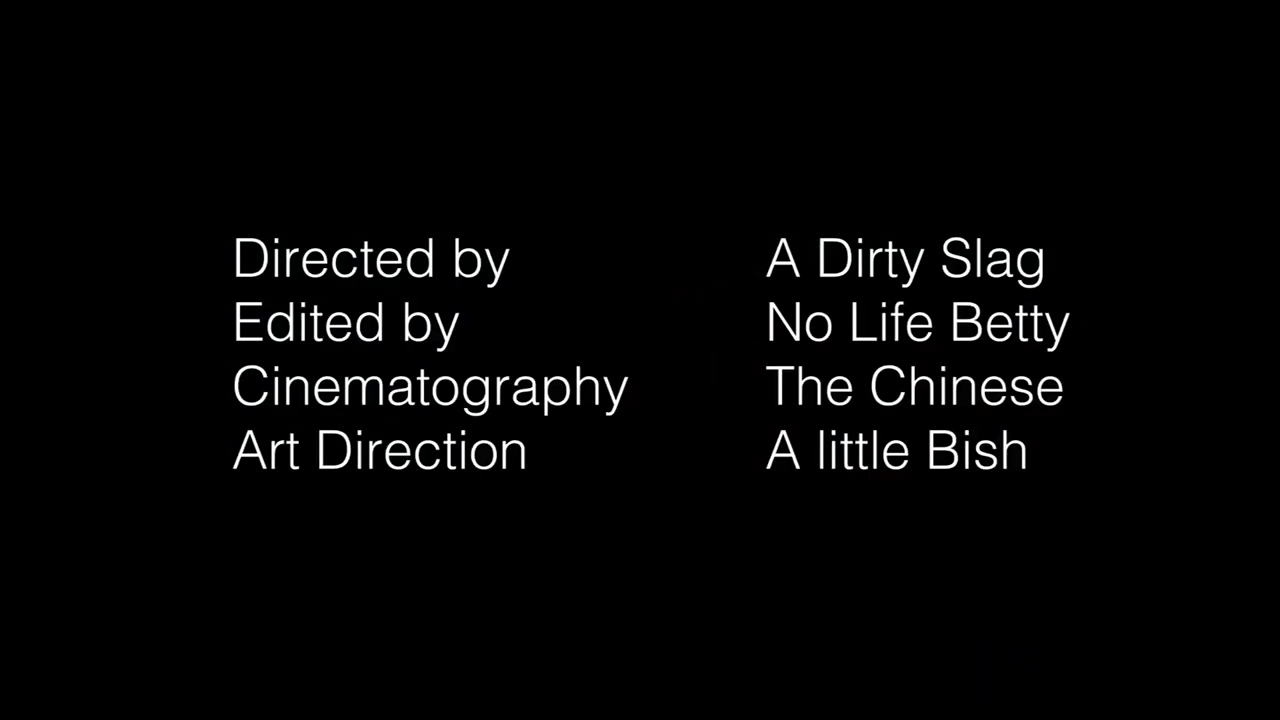 Directed by A Dirty Slag
Edited by No Life Betty
Cinematography The Chinese
Art Direction A little Bish